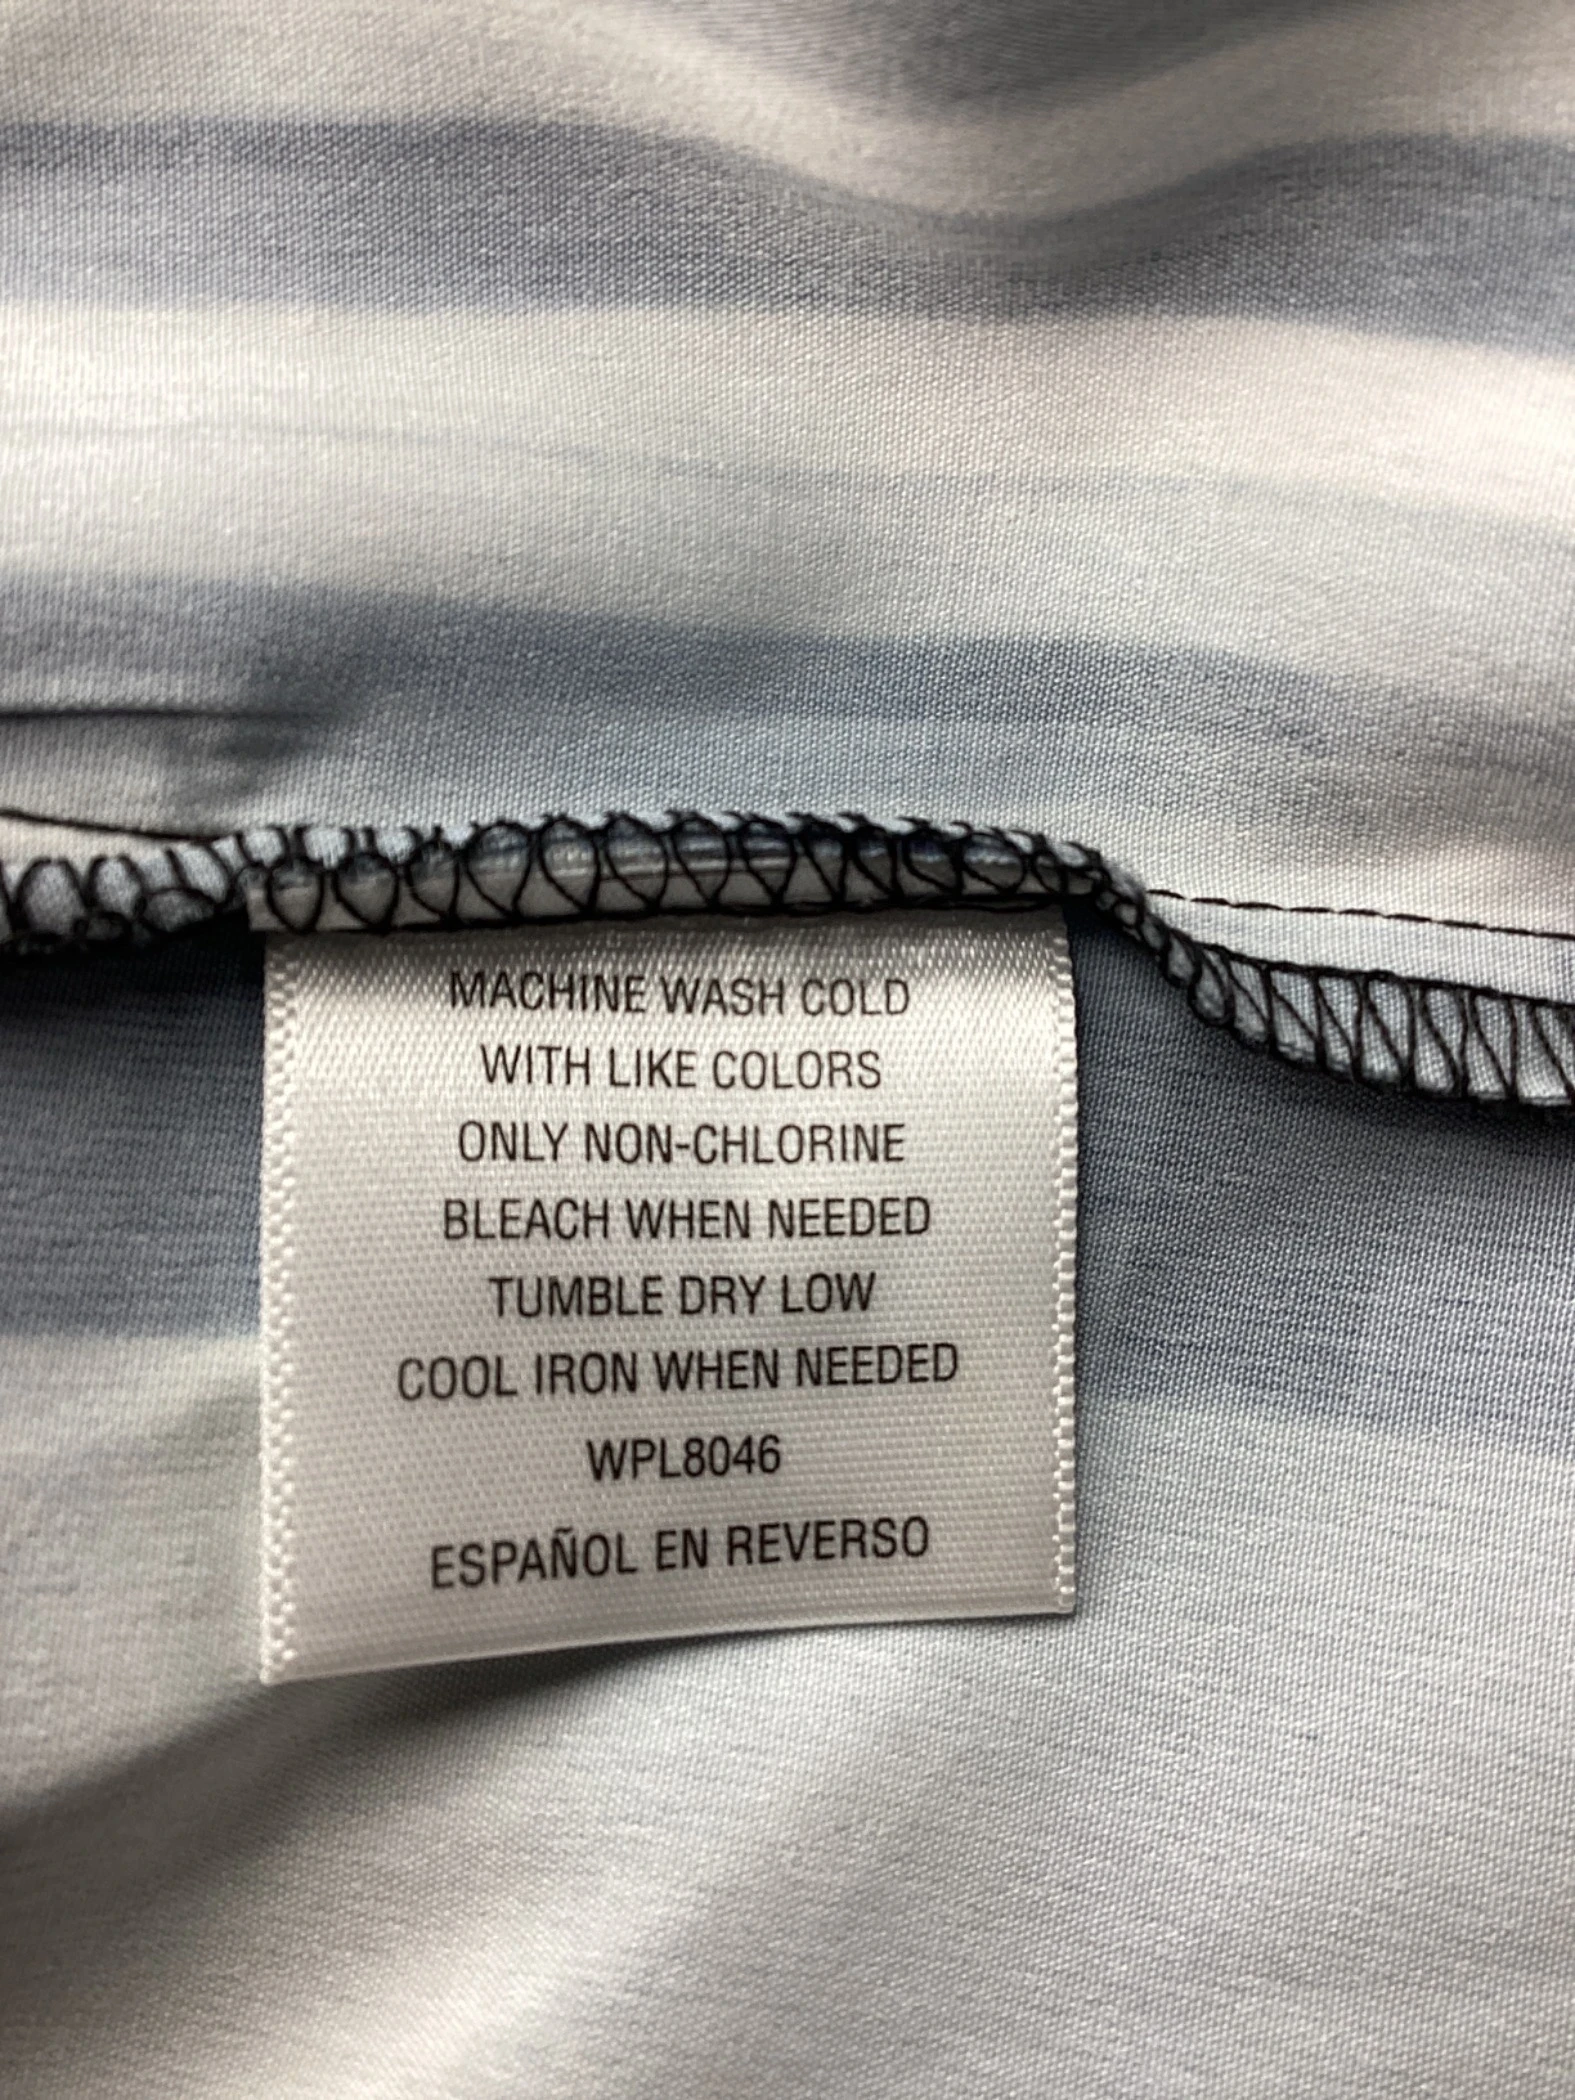 MACHINE WASH COLD
WITH LIKE COLORS
ONLY NON-CHLORINE
BLEACH WHEN NEEDED
TUMBLE DRY LOW
COOL IRON WHEN NEEDED
WPL8046
ESPAÑOL EN REVERSO